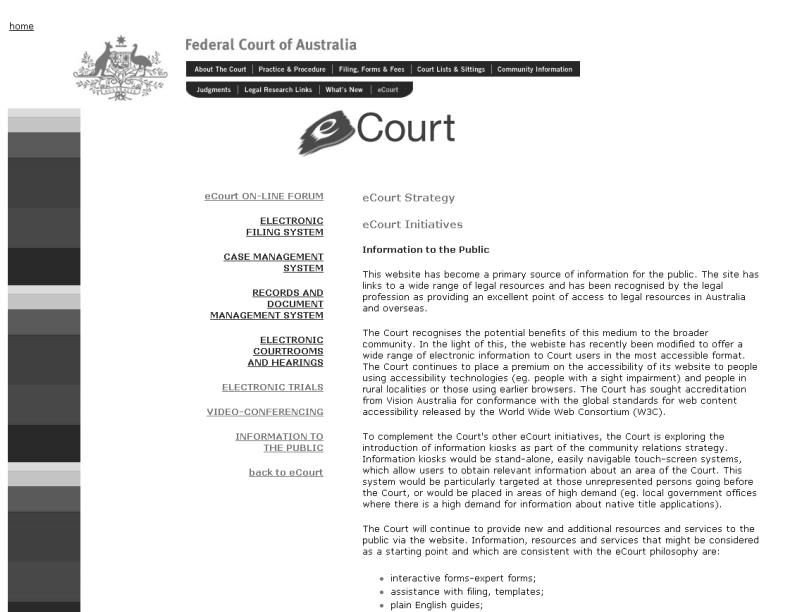 home
Federal Court of Australia
About The Court | Practice & Procedure | Filing, Forms & Fees | Court Lists & Sittings | Community Information
Judgments | Legal Research Links | What's New | eCourt
eCourt
eCourt ON-LINE FORUM
ELECTRONIC
FILING SYSTEM
CASE MANAGEMENT
SYSTEM
RECORDS AND
DOCUMENT
MANAGEMENT SYSTEM
ELECTRONIC
COURTROOMS
AND HEARINGS
ELECTRONIC TRIALS
VIDEO-CONFERENCING
INFORMATION TO
THE PUBLIC
back to eCourt
eCourt Strategy
eCourt Initiatives
Information to the Public
This website has become a primary source of information for the public. The site has
links to a wide range of legal resources and has been recognised by the legal
profession as providing an excellent point of access to legal resources in Australia
and overseas.
The Court recognises the potential benefits of this medium to the broader
community. In the light of this, the webiste has recently been modified to offer a
wide range of electronic information to Court users in the most accessible format.
The Court continues to place a premium on the accessibility of its website to people
using accessibility technologies (eg. people with a sight impairment) and people in
rural localities or those using earlier browsers. The Court has sought accreditation
from Vision Australia for conformance with the global standards for web content
accessibility released by the World Wide Web Consortium (W3C).
To complement the Court's other eCourt initiatives, the Court is exploring the
introduction of information kiosks as part of the community relations strategy.
Information kiosks would be stand-alone, easily navigable touch-screen systems,
which allow users to obtain relevant information about an area of the Court. This
system would be particularly targeted at those unrepresented persons going before
the Court, or would be placed in areas of high demand (eg. local government offices
where there is a high demand for information about native title applications).
The Court will continue to provide new and additional resources and services to the
public via the website. Information, resources and services that might be considered
as a starting point and which are consistent with the eCourt philosophy are:
• interactive forms-expert forms;
• assistance with filing, templates;
• plain English guides;